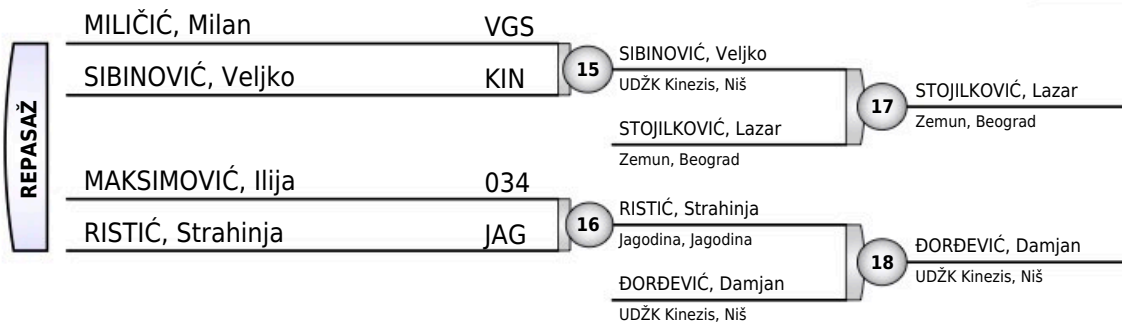 REPASAŽ
MILIČIĆ, Milan VGS
SIBINOVIĆ, Veljko KIN
15
SIBINOVIĆ, Veljko
UDŽK Kinezis, Niš
STOJILKOVIĆ, Lazar
Zemun, Beograd
17
STOJILKOVIĆ, Lazar
Zemun, Beograd
MAKSIMOVIĆ, Ilija 034
RISTIĆ, Strahinja JAG
16
RISTIĆ, Strahinja
Jagodina, Jagodina
ĐORĐEVIĆ, Damjan
UDŽK Kinezis, Niš
18
ĐORĐEVIĆ, Damjan
UDŽK Kinezis, Niš